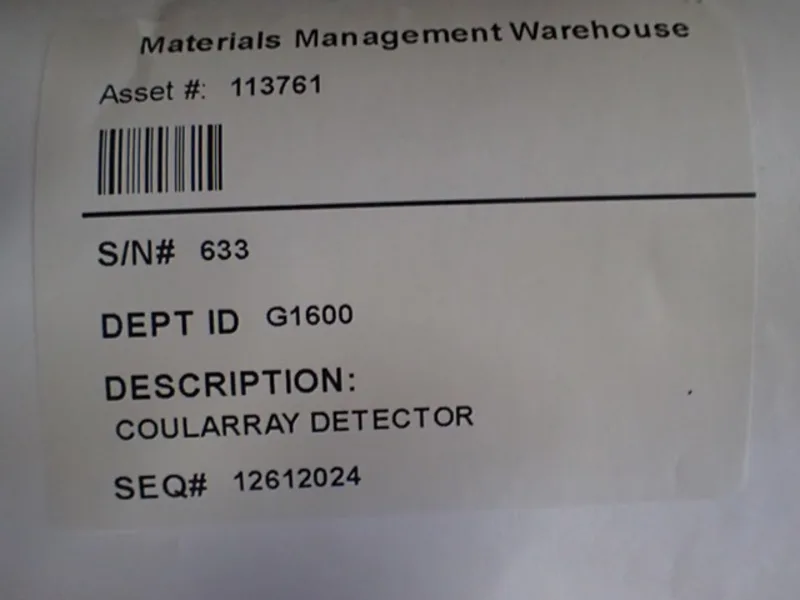 Materials Management Warehouse
Asset #: 113761
S/N# 633
DEPT ID G1600
DESCRIPTION:
COULARRAY DETECTOR
SEQ# 12612024